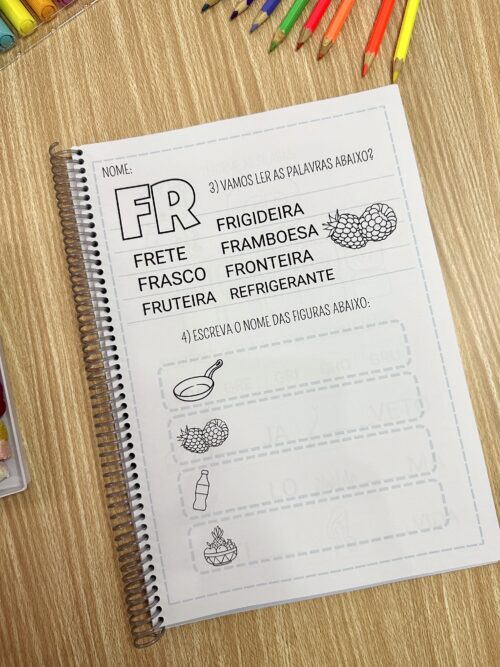 NOME:
FR
3) VAMOS LER AS PALAVRAS ABAIXO?
FRETE
FRASCO
FRUTEIRA
FRIGIDEIRA
FRAMBOESA
FRONTEIRA
REFRIGERANTE
4) ESCREVA O NOME DAS FIGURAS ABAIXO: